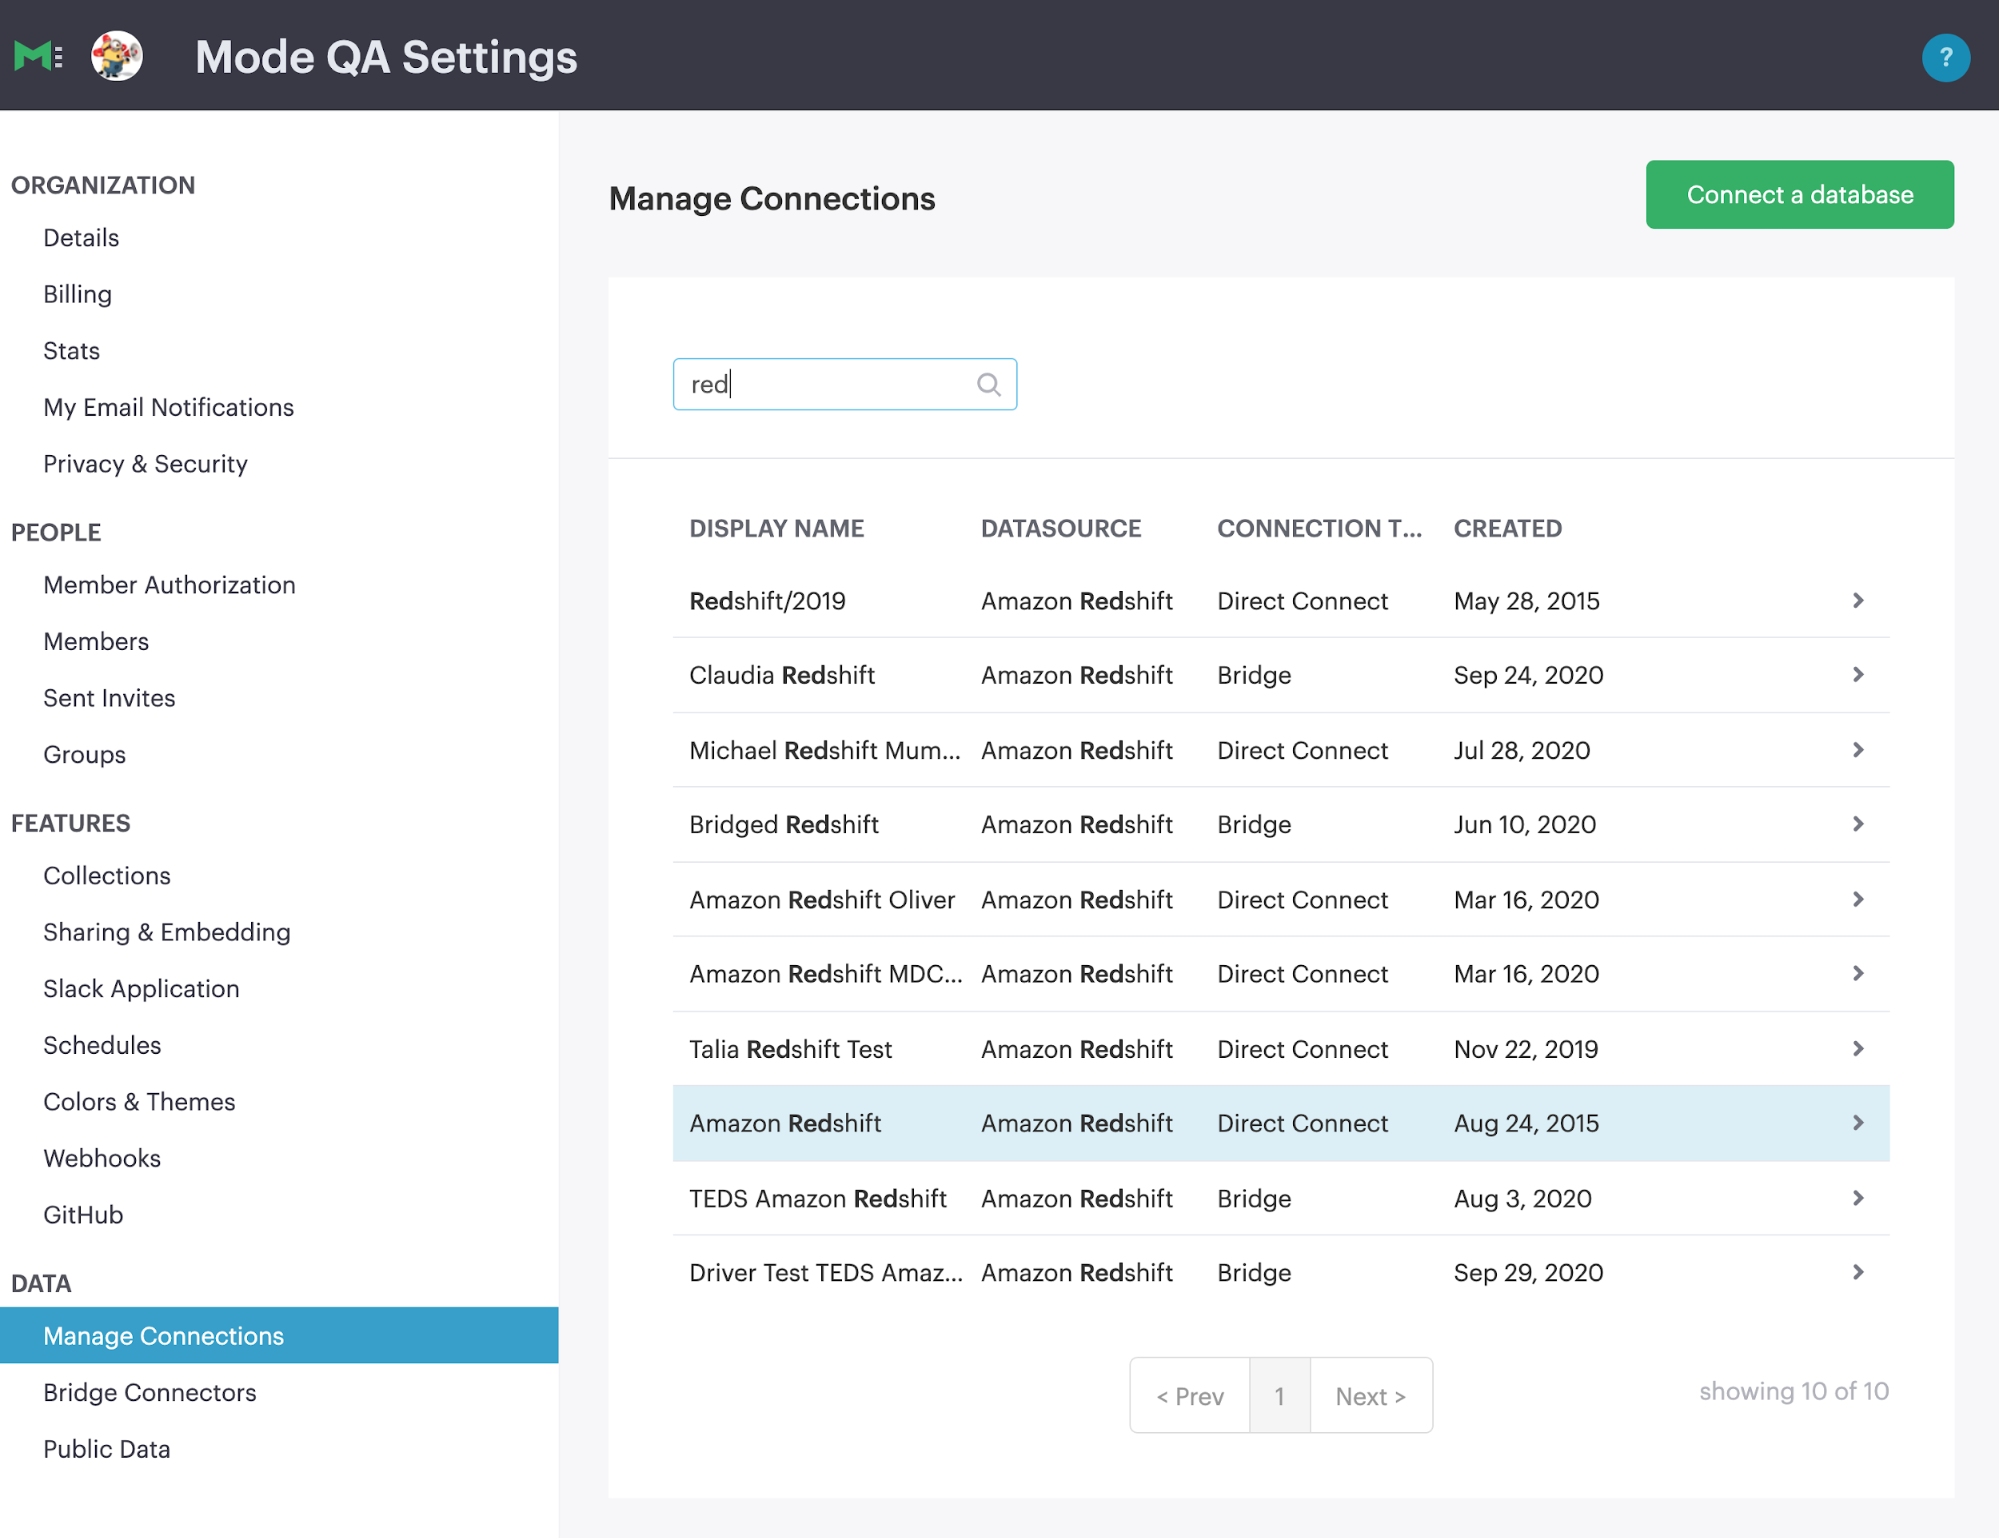 Mode QA Settings
?
ORGANIZATION
Details
Billing
Stats
My Email Notifications
Privacy & Security
PEOPLE
Member Authorization
Members
Sent Invites
Groups
FEATURES
Collections
Sharing & Embedding
Slack Application
Schedules
Colors & Themes
Webhooks
GitHub
DATA
Manage Connections
Bridge Connectors
Public Data
Manage Connections
Connect a database
red
DISPLAY NAME DATASOURCE CONNECTION T... CREATED
Redshift/2019 Amazon Redshift Direct Connect May 28, 2015
Claudia Redshift Amazon Redshift Bridge Sep 24, 2020
Michael Redshift Mum... Amazon Redshift Direct Connect Jul 28, 2020
Bridged Redshift Amazon Redshift Bridge Jun 10, 2020
Amazon Redshift Oliver Amazon Redshift Direct Connect Mar 16, 2020
Amazon Redshift MDC... Amazon Redshift Direct Connect Mar 16, 2020
Talia Redshift Test Amazon Redshift Direct Connect Nov 22, 2019
Amazon Redshift Amazon Redshift Direct Connect Aug 24, 2015
TEDS Amazon Redshift Amazon Redshift Bridge Aug 3, 2020
Driver Test TEDS Amaz... Amazon Redshift Bridge Sep 29, 2020
< Prev 1 Next >
showing 10 of 10